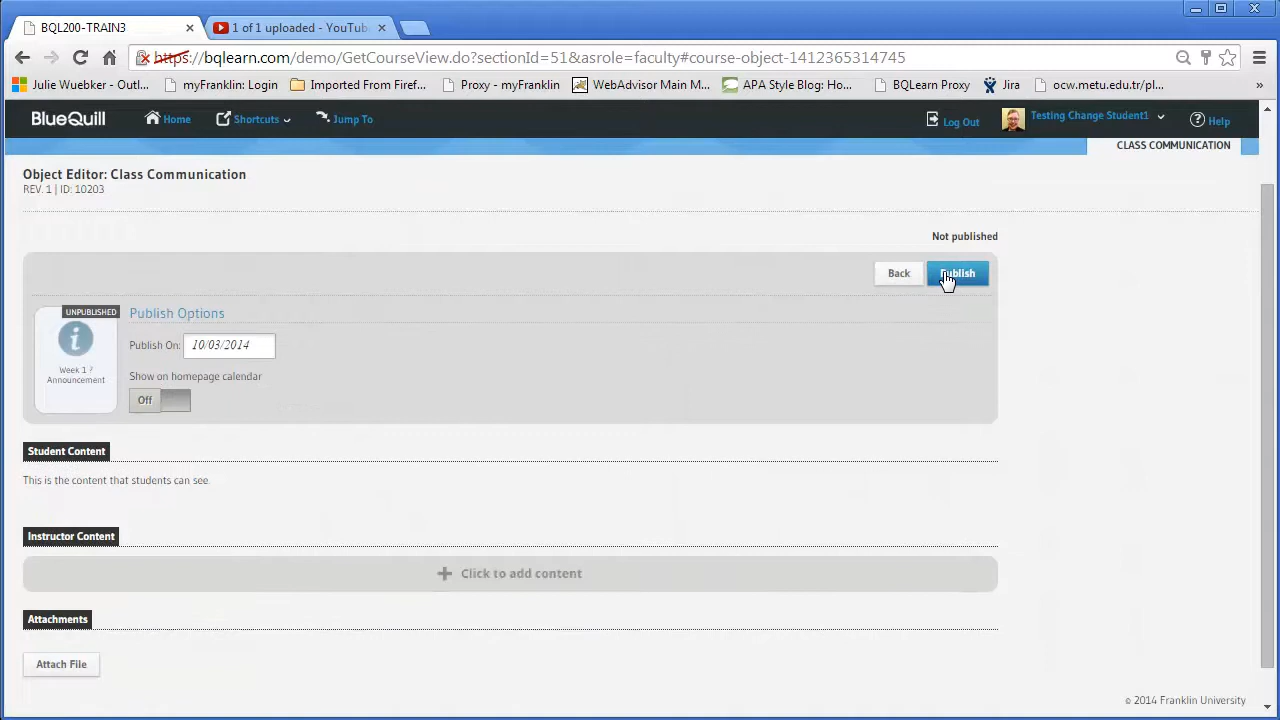 BQL200-TRAIN3
1 of 1 uploaded - YouTube
https://bqlearn.com/demo/GetCourseView.do?sectionId=51&asrole=faculty#course-object-1412365314745
Julie Wuebker - Outl...
myFranklin: Login
Imported From Firef...
Proxy - myFranklin
WebAdvisor Main M...
APA Style Blog: Ho...
BQLearn Proxy
Jira
ocw.metu.edu.tr/pl...
»
BlueQuill
Home
Shortcuts
Jump To
Log Out
Testing Change Student1
Help
CLASS COMMUNICATION
Object Editor: Class Communication
REV. 1 | ID: 10203
Not published
Back
Publish
UNPUBLISHED
Week 1 ?
Announcement
Publish Options
Publish On: 10/03/2014
Show on homepage calendar
Off
Student Content
This is the content that students can see.
Instructor Content
Click to add content
Attachments
Attach File
© 2014 Franklin University